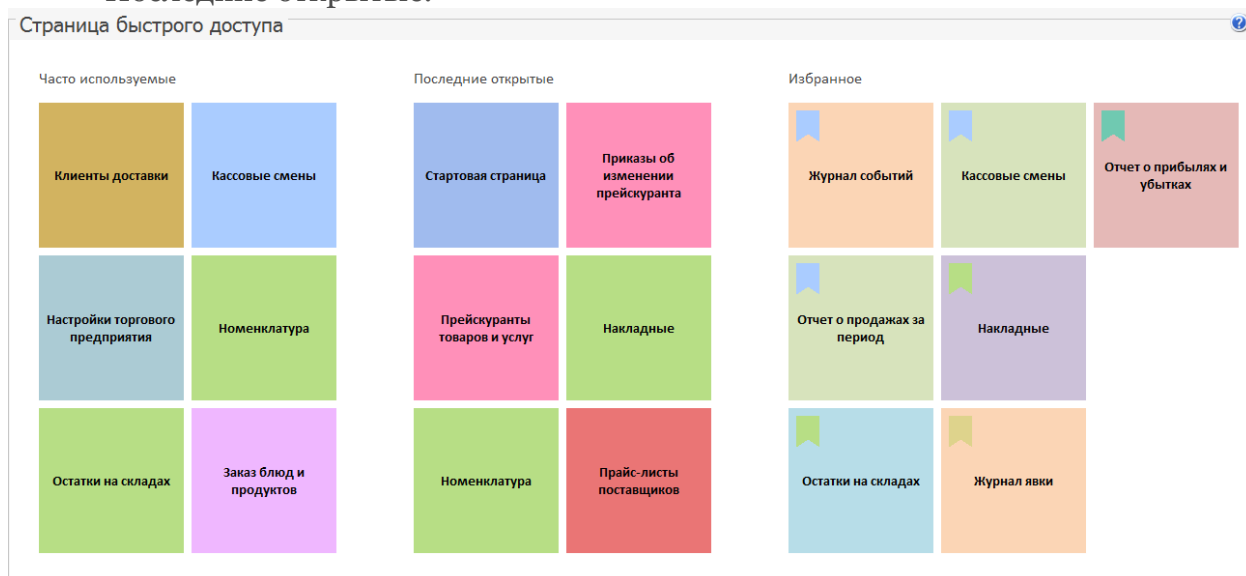 Последние открытые.
Страница быстрого доступа
?
Часто используемые
Последние открытые
Избранное
Клиенты доставки
Кассовые смены
Стартовая страница
Приказы об
изменении
прейскуранта
Журнал событий
Кассовые смены
Отчет о прибылях и
убытках
Настройки торгового
предприятия
Номенклатура
Прейскуранты
товаров и услуг
Накладные
Отчет о продажах за
период
Накладные
Остатки на складах
Заказ блюд и
продуктов
Номенклатура
Прайс-листы
поставщиков
Остатки на складах
Журнал явки